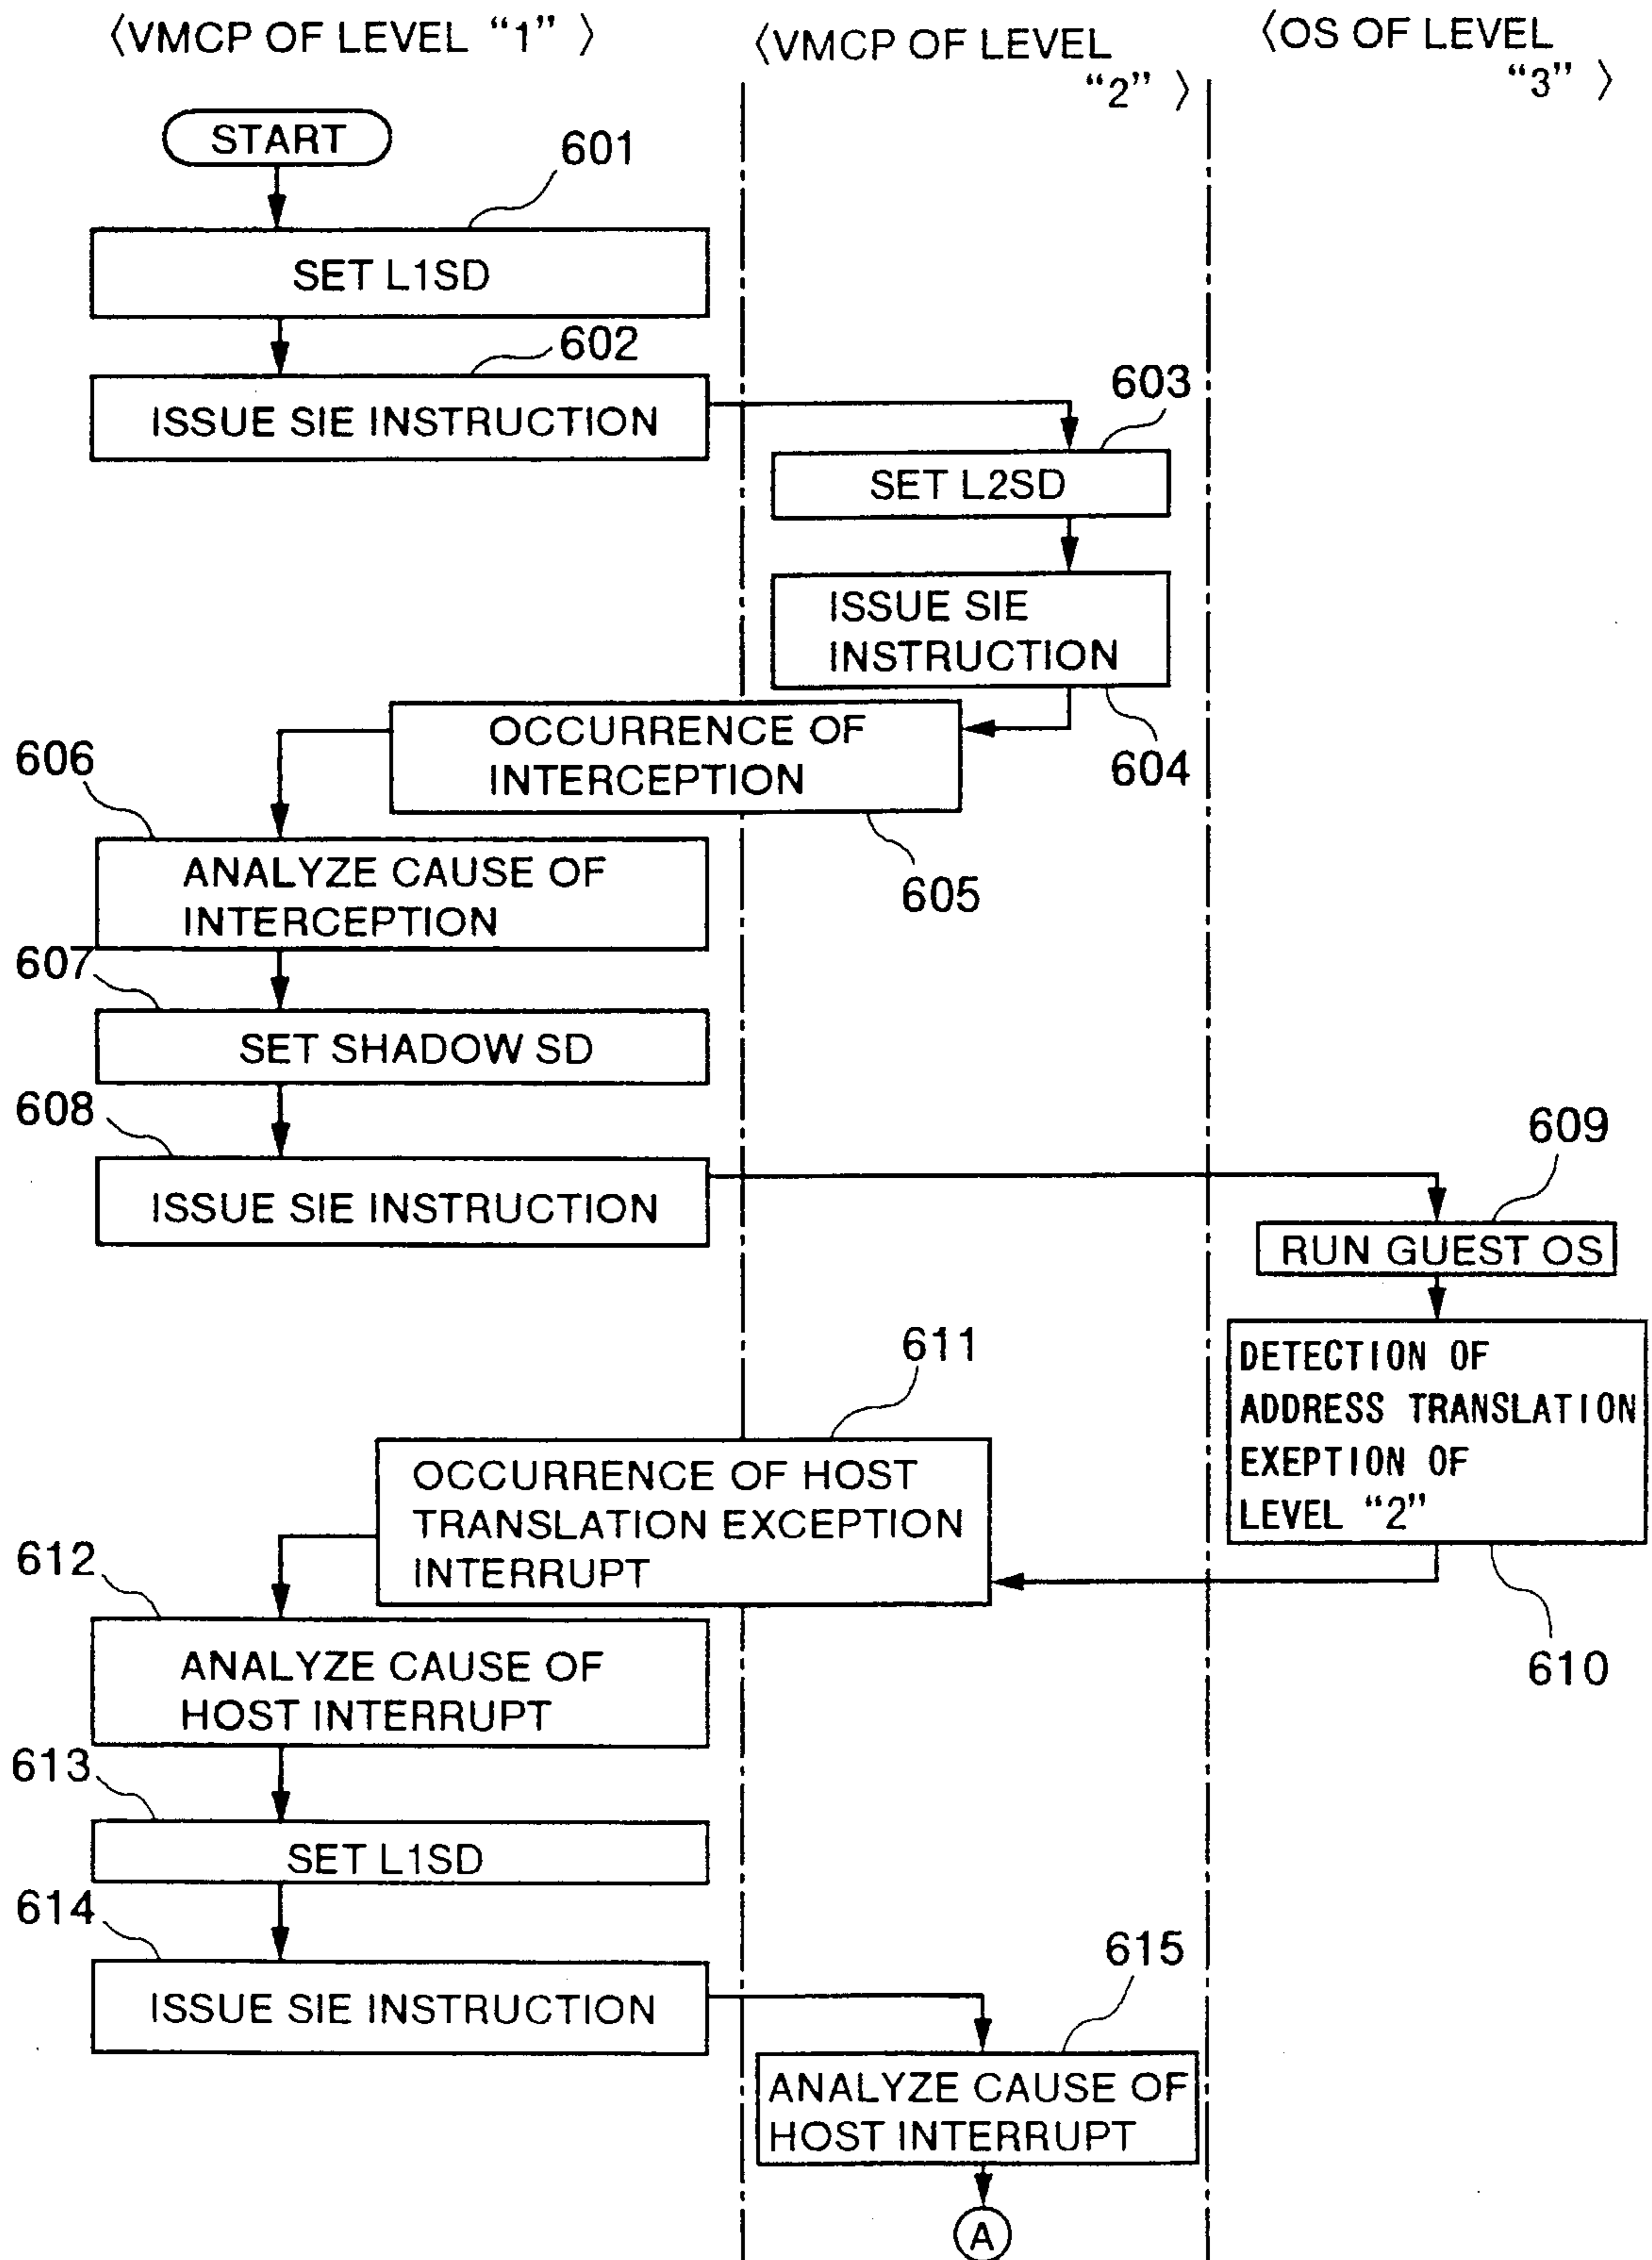 〈VMCP OF LEVEL “1” 〉
〈VMCP OF LEVEL
“2” 〉
〈OS OF LEVEL
“3” 〉
START
601
SET L1SD
602
ISSUE SIE INSTRUCTION
603
SET L2SD
ISSUE SIE
INSTRUCTION
604
OCCURRENCE OF
INTERCEPTION
605
606
ANALYZE CAUSE OF
INTERCEPTION
607
SET SHADOW SD
608
ISSUE SIE INSTRUCTION
609
RUN GUEST OS
DETECTION OF
ADDRESS TRANSLATION
EXEPTION OF
LEVEL “2”
610
611
OCCURRENCE OF HOST
TRANSLATION EXCEPTION
INTERRUPT
612
ANALYZE CAUSE OF
HOST INTERRUPT
613
SET L1SD
614
ISSUE SIE INSTRUCTION
615
ANALYZE CAUSE OF
HOST INTERRUPT
A